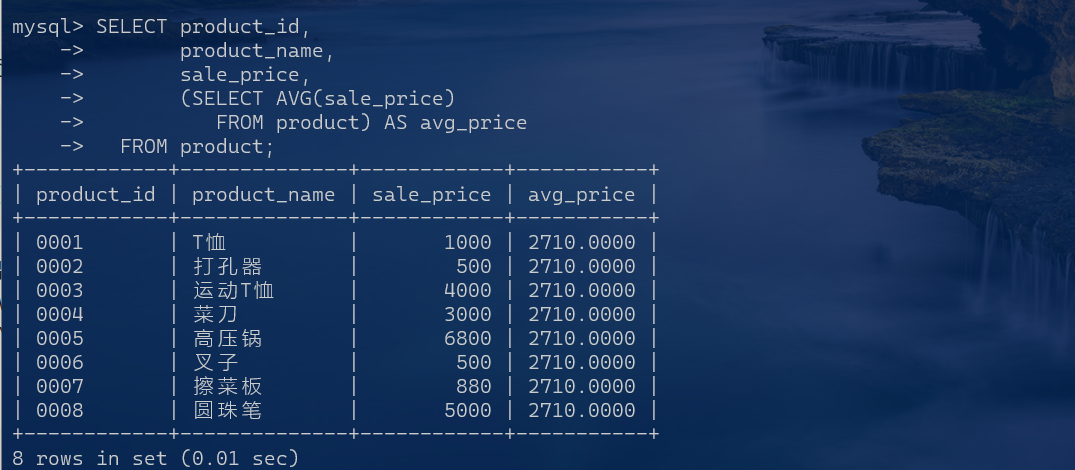 mysql> SELECT product_id,
    ->        product_name,
    ->        sale_price,
    ->        (SELECT AVG(sale_price)
    ->           FROM product) AS avg_price
    ->   FROM product;
+------------+--------------+------------+-----------+
| product_id | product_name | sale_price | avg_price |
+------------+--------------+------------+-----------+
| 0001       | T恤          |       1000 | 2710.0000 |
| 0002       | 打孔器       |        500 | 2710.0000 |
| 0003       | 运动T恤      |       4000 | 2710.0000 |
| 0004       | 菜刀         |       3000 | 2710.0000 |
| 0005       | 高压锅       |       6800 | 2710.0000 |
| 0006       | 叉子         |        500 | 2710.0000 |
| 0007       | 擦菜板       |        880 | 2710.0000 |
| 0008       | 圆珠笔       |       5000 | 2710.0000 |
+------------+--------------+------------+-----------+
8 rows in set (0.01 sec)